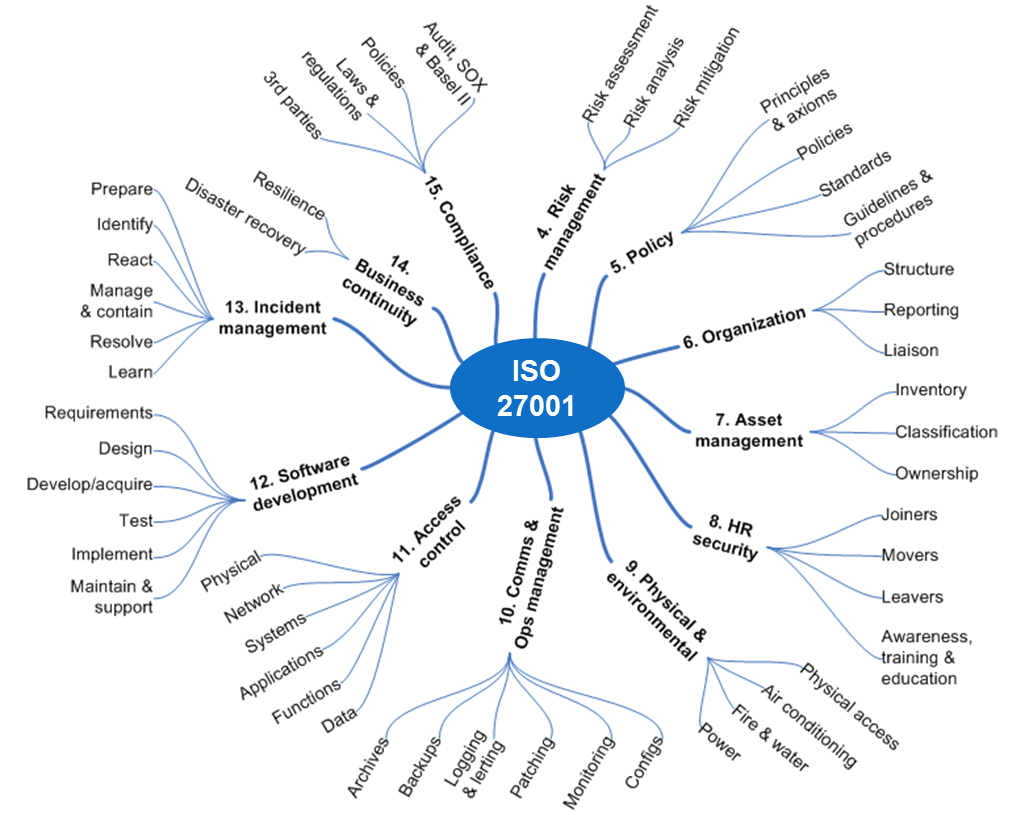 ISO
27001
4. Risk
management
Risk assessment
Risk analysis
Risk mitigation
5. Policy
Principles
& axioms
Policies
Standards
Guidelines &
procedures
6. Organization
Structure
Reporting
Liaison
7. Asset
management
Inventory
Classification
Ownership
8. HR
security
Joiners
Movers
Leavers
Awareness,
training &
education
9. Physical &
environmental
Physical access
Air conditioning
Fire & water
Power
10. Comms &
Ops management
Archives
Backups
Logging
& lerting
Patching
Monitoring
Configs
11. Access
control
Physical
Network
Systems
Applications
Functions
Data
12. Software
development
Requirements
Design
Develop/acquire
Test
Implement
Maintain &
support
13. Incident
management
Prepare
Identify
React
Manage
& contain
Resolve
Learn
14.
Business
continuity
Resilience
Disaster recovery
15. Compliance
3rd parties
Laws &
regulations
Policies
Audit, SOX
& Basel II